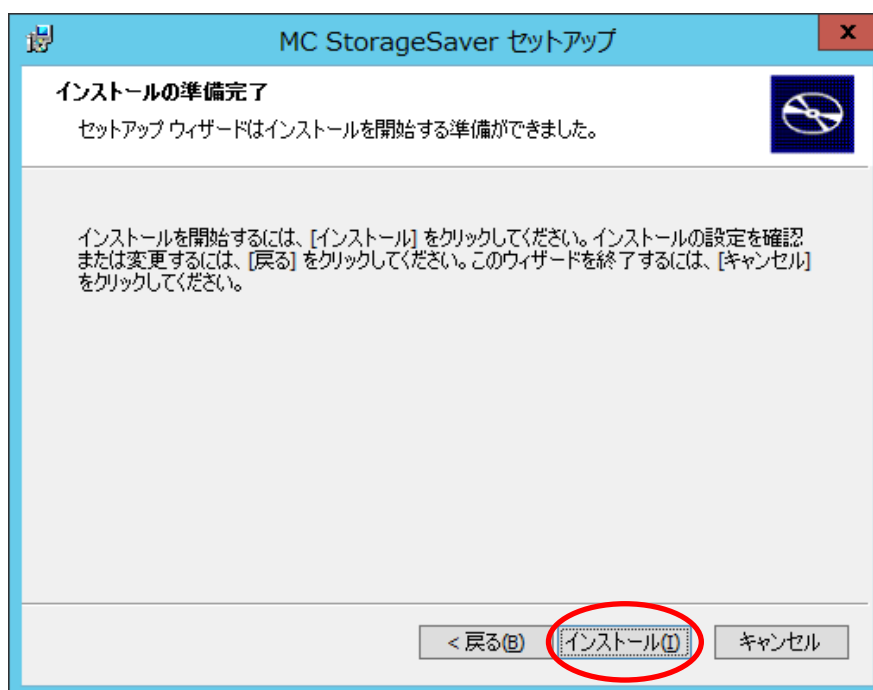 MC StorageSaver セットアップ
x
インストールの準備完了
セットアップ ウィザードはインストールを開始する準備ができました。
インストールを開始するには、[インストール] をクリックしてください。インストールの設定を確認
または変更するには、[戻る] をクリックしてください。このウィザードを終了するには、[キャンセル]
をクリックしてください。
< 戻る(B) インストール(I) キャンセル